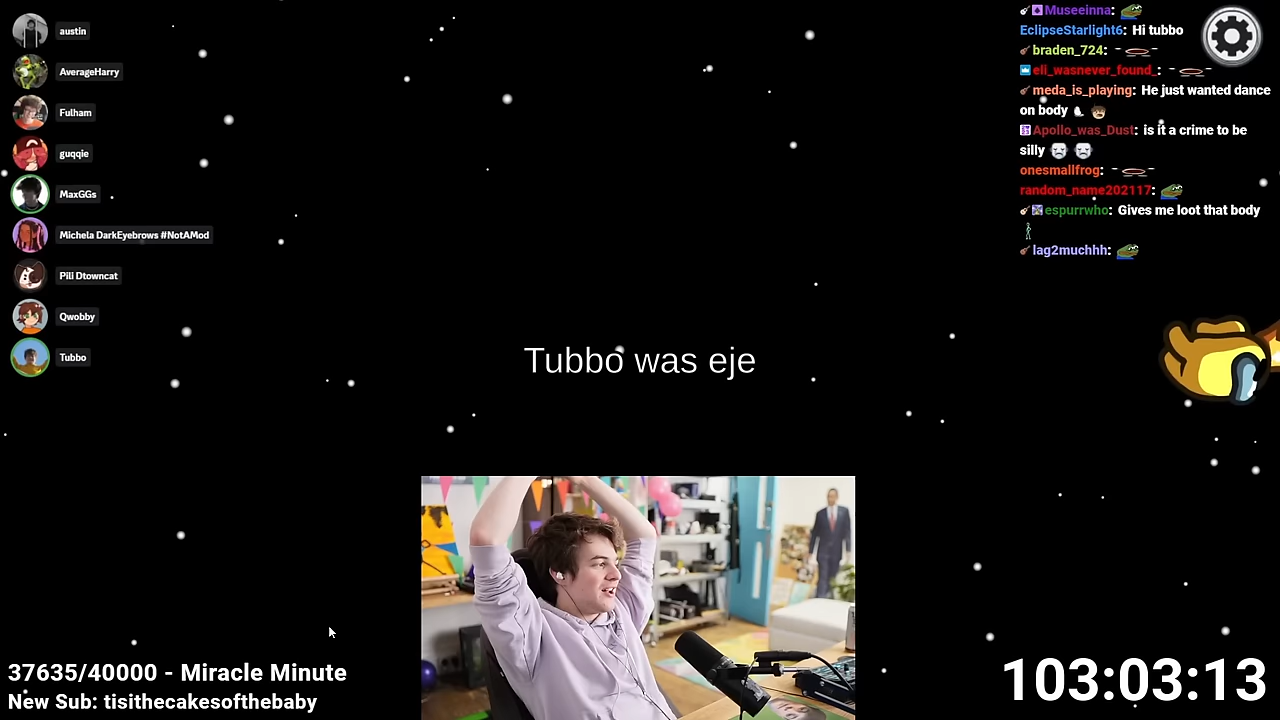 austin
AverageHarry
Fulham
guqqie
MaxGGs
Michela DarkEyebrows #NotAMod
Pili Dtowncat
Qwobby
Tubbo
Museeinna:
EclipseStarlight6: Hi tubbo
braden_724:
eli_wasnever_found_:
meda_is_playing: He just wanted dance
on body
Apollo_was_Dust: is it a crime to be
silly
onesmallfrog:
random_name202117:
espurrwho: Gives me loot that body
lag2muchhh:
Tubbo was eje
37635/40000 - Miracle Minute
New Sub: tisithecakesofthebaby
103:03:13